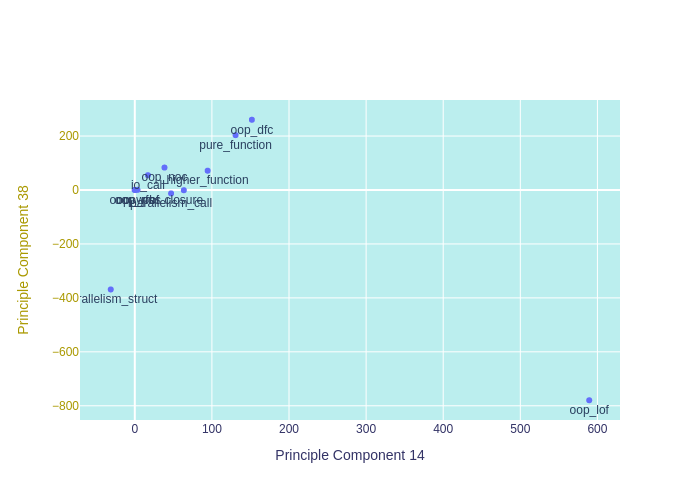 oop_dfc
pure_function
oop_noc
io_call
higher_function
parallelism_call
allelism_struct
oop_lof
200
0
−200
−400
−600
−800
0
100
200
300
400
500
600
Principle Component 14
Principle Component 38